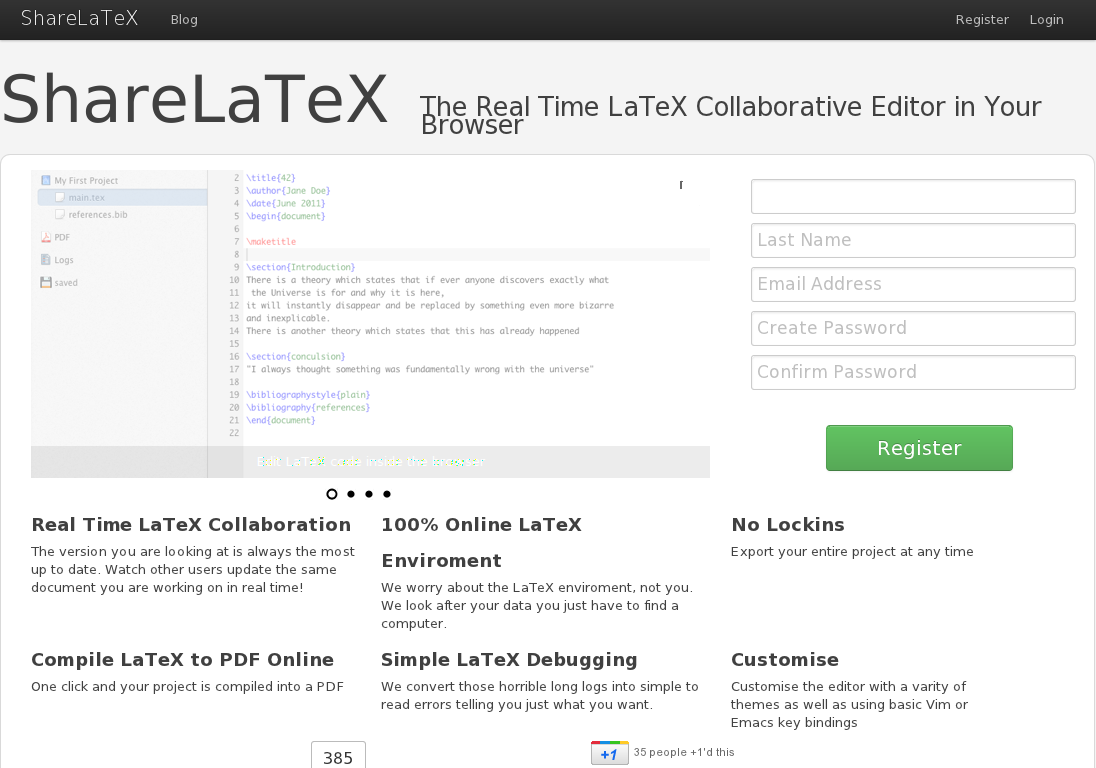 ShareLaTeX Blog Register Login
ShareLaTeX
The Real Time LaTeX Collaborative Editor in Your
Browser
My First Project
main.tex
references.bib
PDF
Logs
saved
2 \title{42}
3 \author{Jane Doe}
4 \date{June 2011}
5 \begin{document}
6
7 \maketitle
8
9 \section{Introduction}
10 There is a theory which states that if ever anyone discovers exactly what
11 the Universe is for and why it is here,
12 it will instantly disappear and be replaced by something even more bizarre
13 and inexplicable.
14 There is another theory which states that this has already happened
15
16 \section{conculsion}
17 "I always thought something was fundamentally wrong with the universe"
18
19 \bibliographystyle{plain}
20 \bibliography{references}
21 \end{document}
22
Edit LaTeX code inside the browser
Last Name
Email Address
Create Password
Confirm Password
Register
Real Time LaTeX Collaboration
The version you are looking at is always the most
up to date. Watch other users update the same
document you are working on in real time!
100% Online LaTeX
Enviroment
We worry about the LaTeX enviroment, not you.
We look after your data you just have to find a
computer.
No Lockins
Export your entire project at any time
Compile LaTeX to PDF Online
One click and your project is compiled into a PDF
Simple LaTeX Debugging
We convert those horrible long logs into simple to
read errors telling you just what you want.
Customise
Customise the editor with a varity of
themes as well as using basic Vim or
Emacs key bindings
385
+1 35 people +1'd this